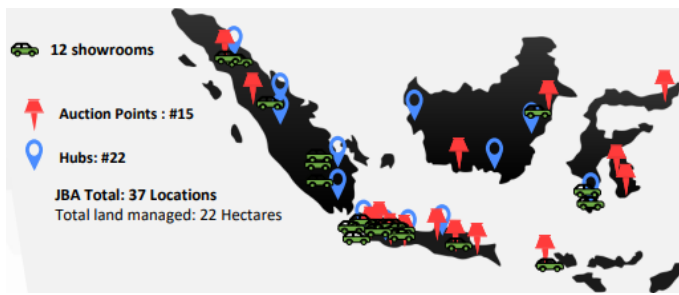 12 showrooms
Auction Points : #15
Hubs: #22
JBA Total: 37 Locations
Total land managed: 22 Hectares